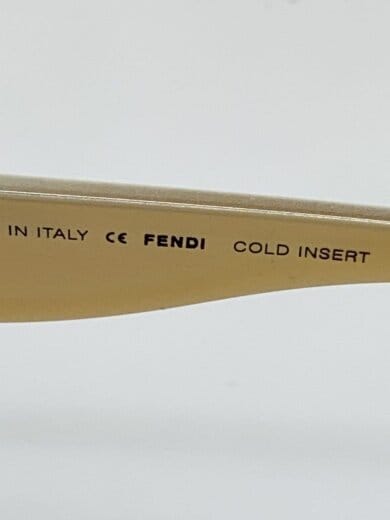 IN ITALY CE FENDI COLD INSERT